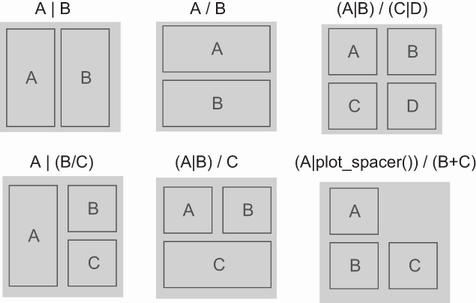 A | B
A / B
(A|B) / (C|D)
A B
A
B
A B
C D
A | (B/C)
(A|B) / C
(A|plot_spacer()) / (B+C)
A
B
C
A B
C
A
B C